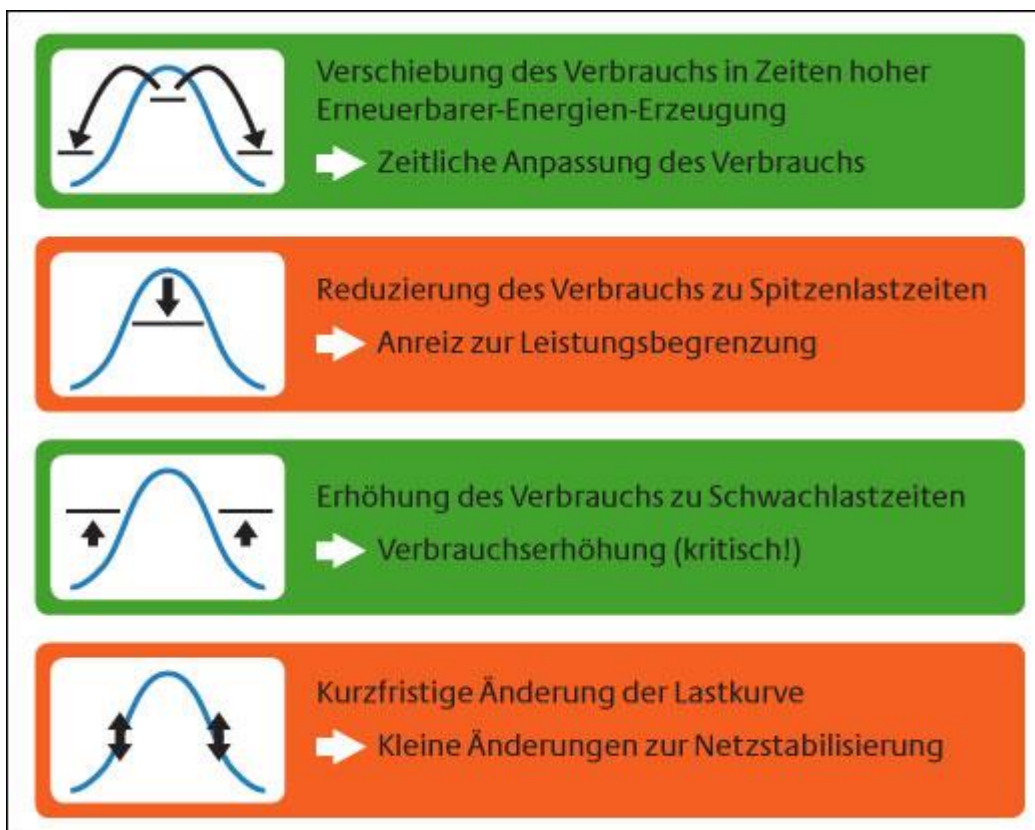 Verschiebung des Verbrauchs in Zeiten hoher
Erneuerbarer-Energien-Erzeugung
Zeitliche Anpassung des Verbrauchs
Reduzierung des Verbrauchs zu Spitzenlastzeiten
Anreiz zur Leistungsbegrenzung
Erhöhung des Verbrauchs zu Schwachlastzeiten
Verbrauchserhöhung (kritisch!)
Kurzfristige Änderung der Lastkurve
Kleine Änderungen zur Netzstabilisierung